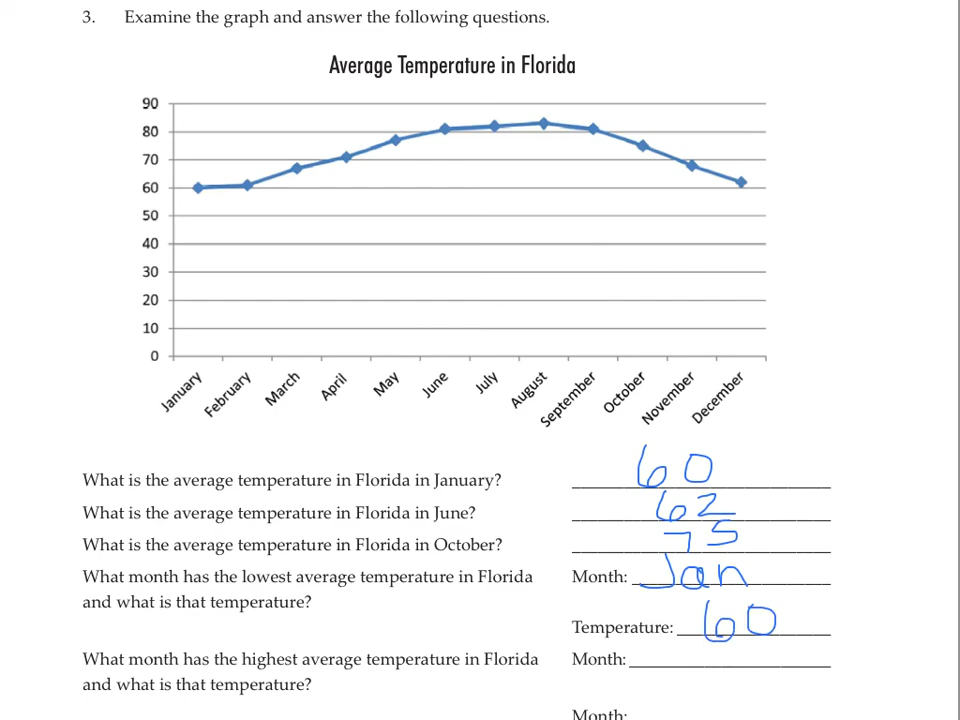 3. Examine the graph and answer the following questions.
Average Temperature in Florida
90
80
70
60
50
40
30
20
10
0
January February March April May June July August September October November December
What is the average temperature in Florida in January? 60
What is the average temperature in Florida in June? 62
What is the average temperature in Florida in October? 75
What month has the lowest average temperature in Florida Month: Jan
and what is that temperature?
Temperature: 60
What month has the highest average temperature in Florida Month:
and what is that temperature?
Month: